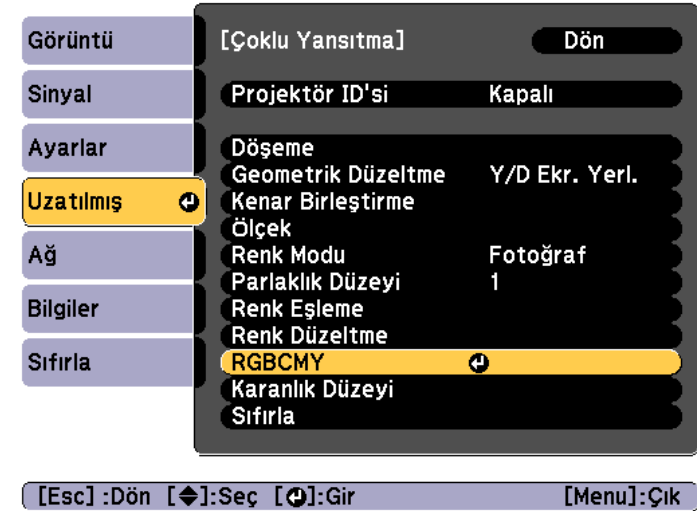 Görüntü
Sinyal
Ayarlar
Uzatılmış
Ağ
Bilgiler
Sıfırla
[Çoklu Yansıtma] Dön
Projektör ID'si Kapalı
Döşeme
Geometrik Düzeltme Y/D Ekr. Yerl.
Kenar Birleştirme
Ölçek
Renk Modu Fotoğraf
Parlaklık Düzeyi 1
Renk Eşleme
Renk Düzeltme
RGBCMY
Karanlık Düzeyi
Sıfırla
[Esc] :Dön [◆]:Seç [⏎]:Gir [Menu]:Çık